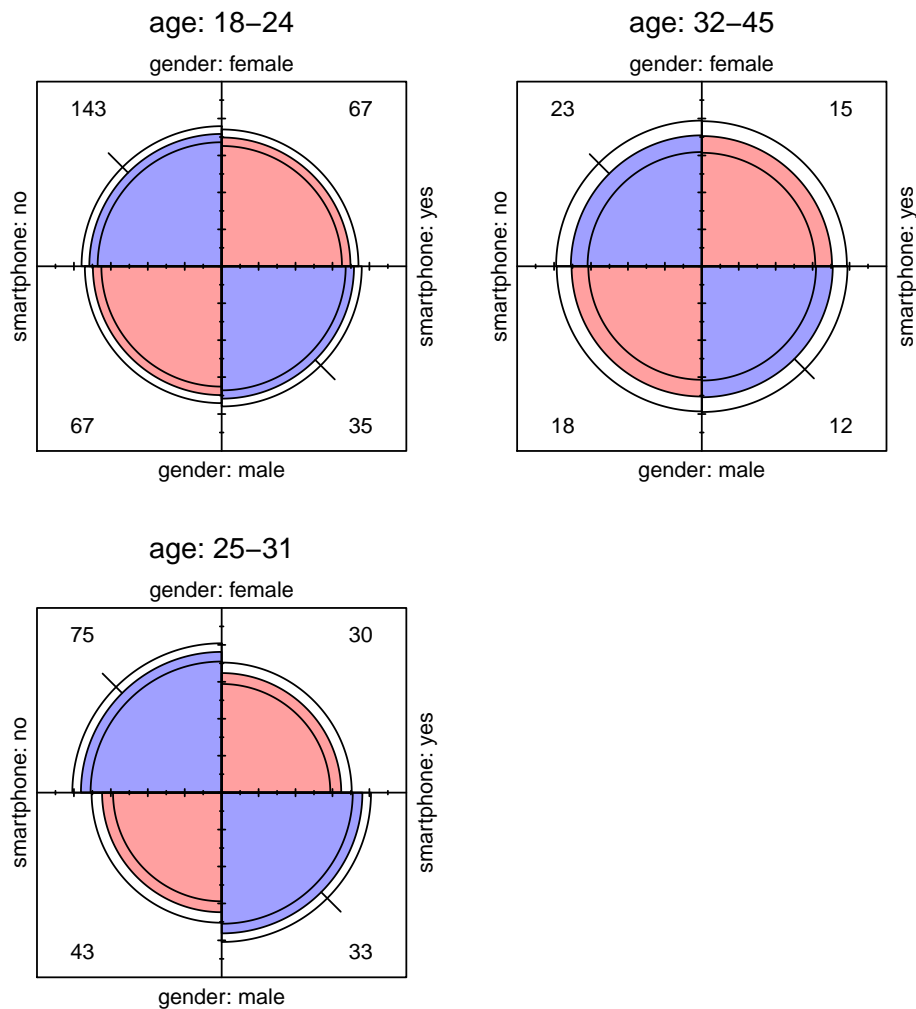 age: 18−24
gender: female
143
67
smartphone: no
smartphone: yes
67
35
gender: male
age: 32−45
gender: female
23
15
smartphone: no
smartphone: yes
18
12
gender: male
age: 25−31
gender: female
75
30
smartphone: no
smartphone: yes
43
33
gender: male